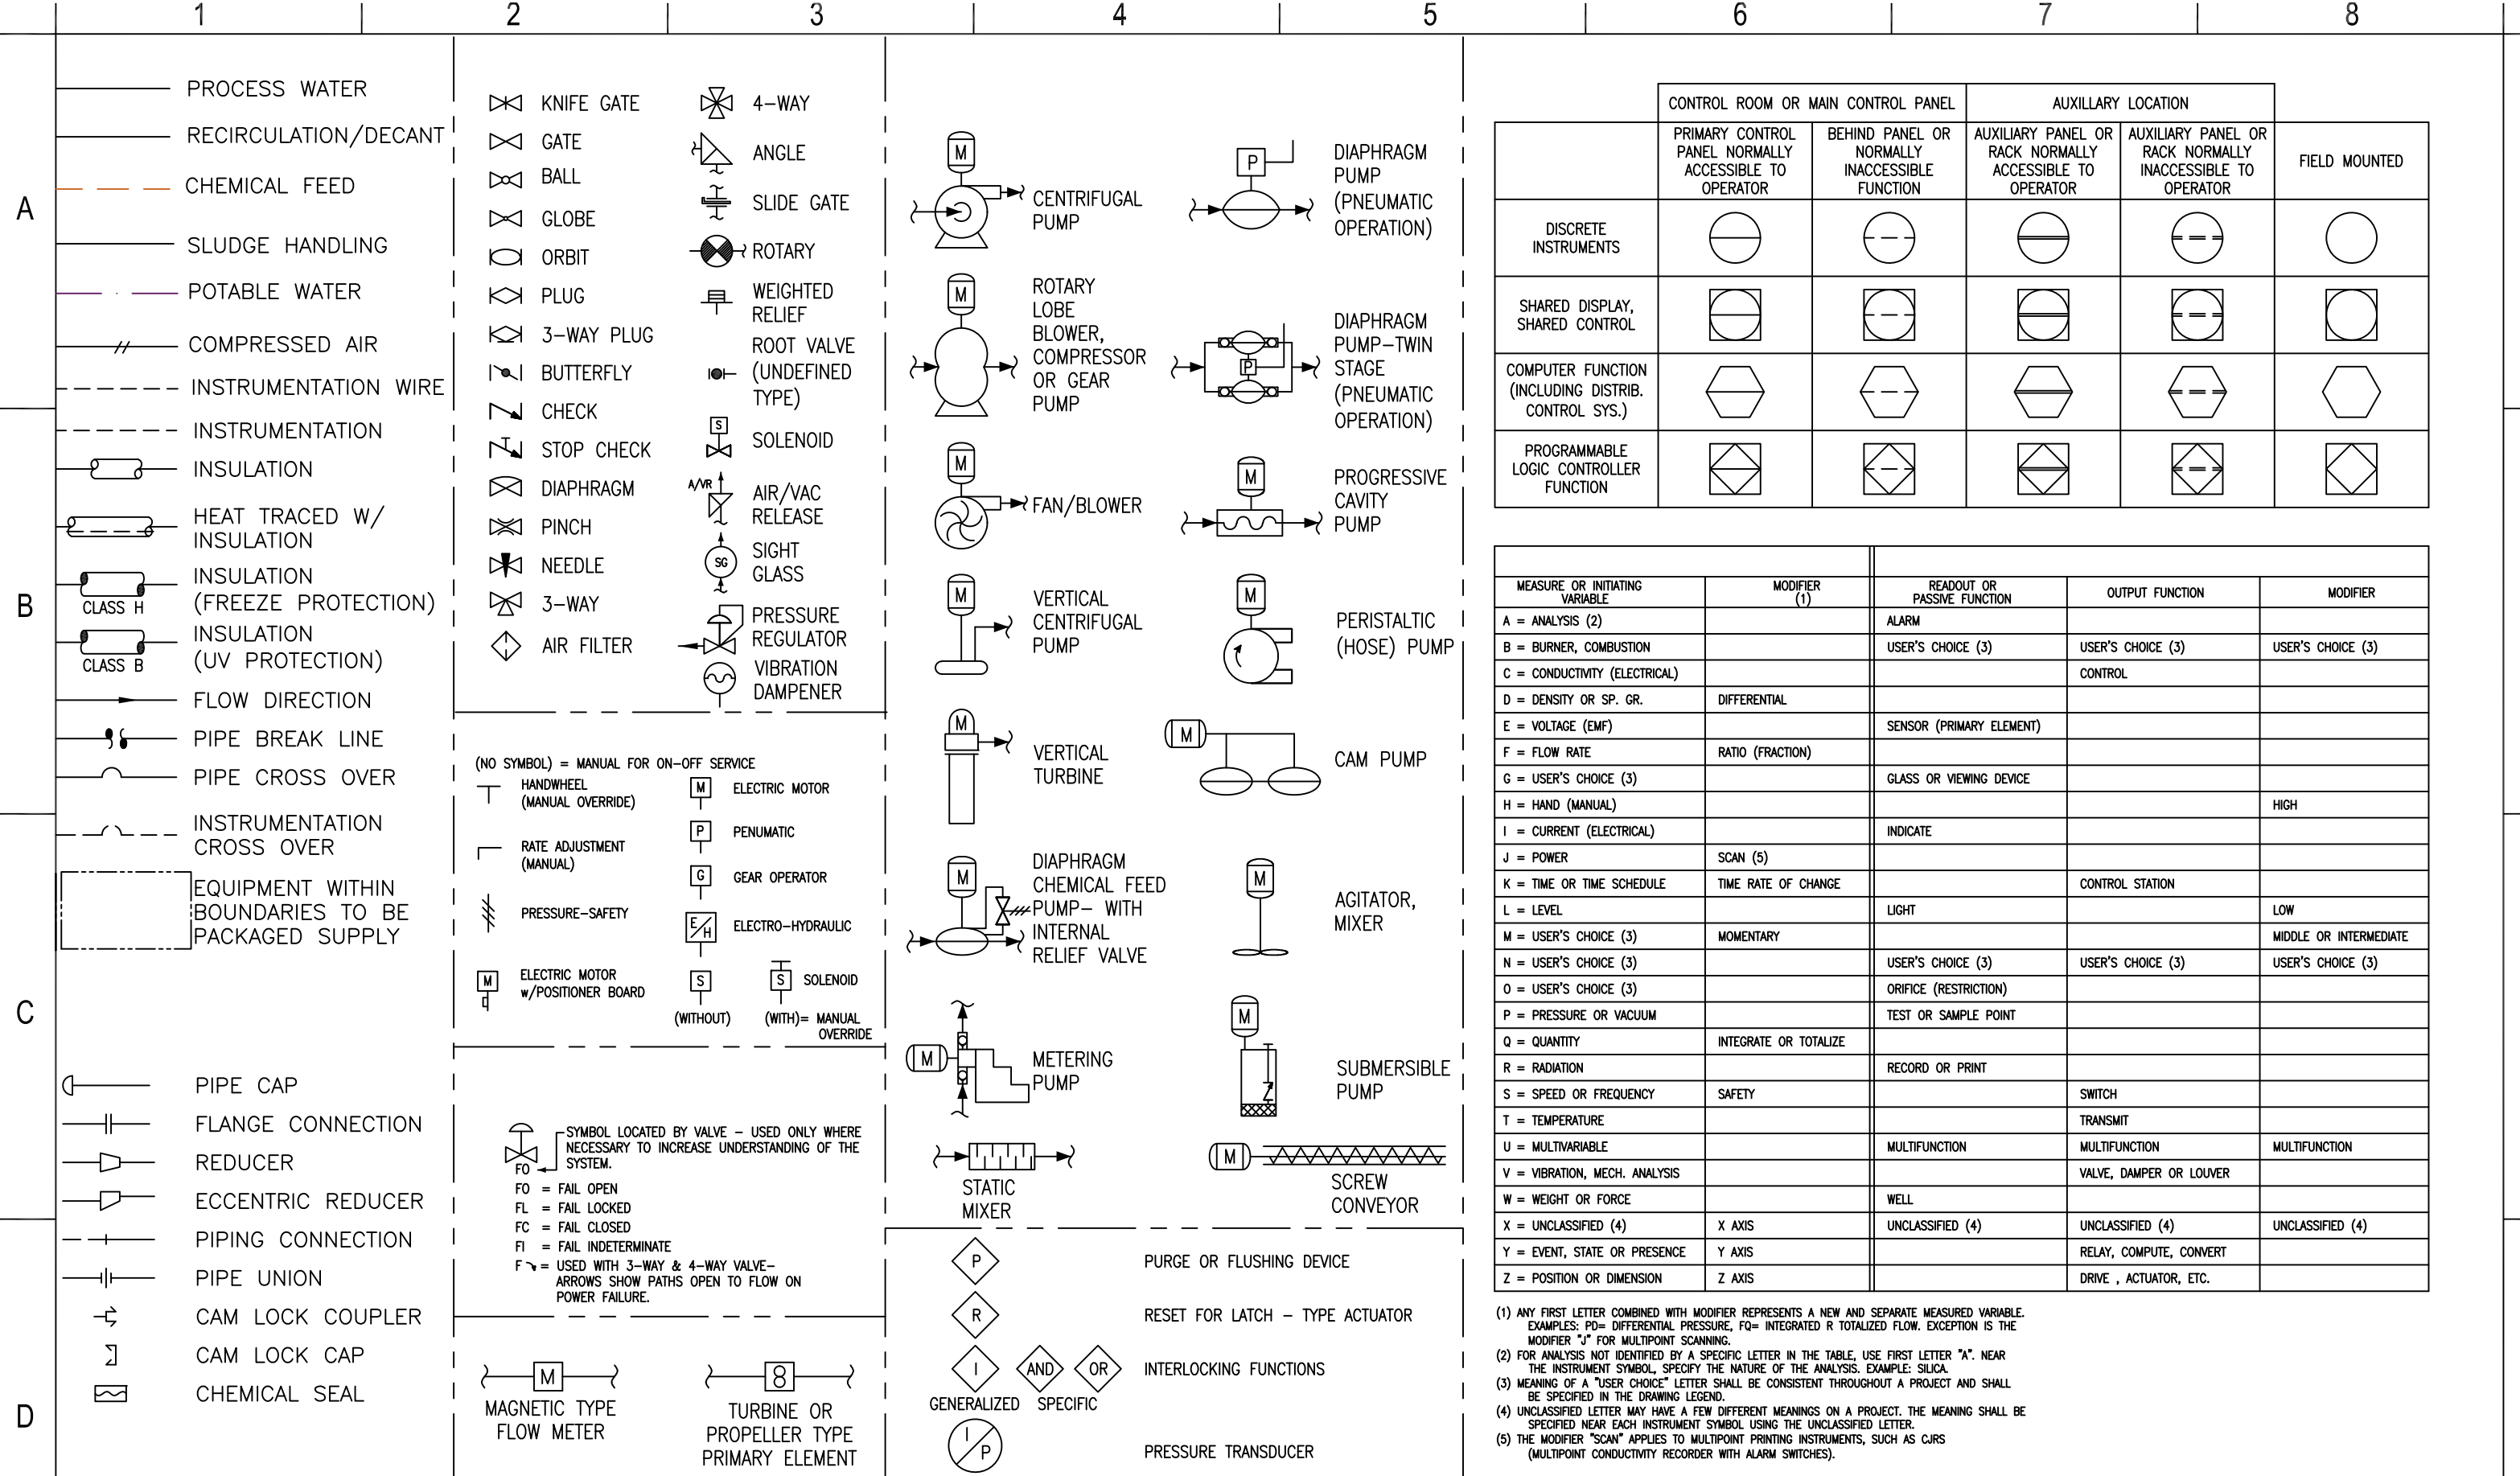 1 2 3 4 5 6 7 8
A
B
C
D
PROCESS WATER
RECIRCULATION/DECANT
CHEMICAL FEED
SLUDGE HANDLING
POTABLE WATER
COMPRESSED AIR
INSTRUMENTATION WIRE
INSTRUMENTATION
INSULATION
HEAT TRACED W/
INSULATION
INSULATION
(FREEZE PROTECTION)
CLASS H
INSULATION
(UV PROTECTION)
CLASS B
FLOW DIRECTION
PIPE BREAK LINE
PIPE CROSS OVER
INSTRUMENTATION
CROSS OVER
EQUIPMENT WITHIN
BOUNDARIES TO BE
PACKAGED SUPPLY
PIPE CAP
FLANGE CONNECTION
REDUCER
ECCENTRIC REDUCER
PIPING CONNECTION
PIPE UNION
CAM LOCK COUPLER
CAM LOCK CAP
CHEMICAL SEAL
KNIFE GATE
GATE
BALL
GLOBE
ORBIT
PLUG
3-WAY PLUG
BUTTERFLY
CHECK
STOP CHECK
DIAPHRAGM
PINCH
NEEDLE
3-WAY
AIR FILTER
4-WAY
ANGLE
SLIDE GATE
ROTARY
WEIGHTED
RELIEF
ROOT VALVE
(UNDEFINED
TYPE)
S
SOLENOID
A/VR
AIR/VAC
RELEASE
SG
SIGHT
GLASS
PRESSURE
REGULATOR
VIBRATION
DAMPENER
(NO SYMBOL) = MANUAL FOR ON-OFF SERVICE
HANDWHEEL
(MANUAL OVERRIDE)
RATE ADJUSTMENT
(MANUAL)
PRESSURE-SAFETY
M
ELECTRIC MOTOR
w/POSITIONER BOARD
M ELECTRIC MOTOR
P PENUMATIC
G GEAR OPERATOR
E/H ELECTRO-HYDRAULIC
S S SOLENOID
(WITHOUT) (WITH)= MANUAL
OVERRIDE
SYMBOL LOCATED BY VALVE - USED ONLY WHERE
NECESSARY TO INCREASE UNDERSTANDING OF THE
SYSTEM.
FO
FO = FAIL OPEN
FL = FAIL LOCKED
FC = FAIL CLOSED
FI = FAIL INDETERMINATE
F = USED WITH 3-WAY & 4-WAY VALVE-
ARROWS SHOW PATHS OPEN TO FLOW ON
POWER FAILURE.
M
MAGNETIC TYPE
FLOW METER
8
TURBINE OR
PROPELLER TYPE
PRIMARY ELEMENT
M
CENTRIFUGAL
PUMP
M
ROTARY
LOBE
BLOWER,
COMPRESSOR
OR GEAR
PUMP
M
FAN/BLOWER
M
VERTICAL
CENTRIFUGAL
PUMP
M
VERTICAL
TURBINE
M
DIAPHRAGM
CHEMICAL FEED
PUMP- WITH
INTERNAL
RELIEF VALVE
M
METERING
PUMP
STATIC
MIXER
P
DIAPHRAGM
PUMP
(PNEUMATIC
OPERATION)
P
DIAPHRAGM
PUMP-TWIN
STAGE
(PNEUMATIC
OPERATION)
M
PROGRESSIVE
CAVITY
PUMP
M
PERISTALTIC
(HOSE) PUMP
M
CAM PUMP
M
AGITATOR,
MIXER
M
SUBMERSIBLE
PUMP
M
SCREW
CONVEYOR
P PURGE OR FLUSHING DEVICE
R RESET FOR LATCH - TYPE ACTUATOR
I AND OR INTERLOCKING FUNCTIONS
GENERALIZED SPECIFIC
I/P PRESSURE TRANSDUCER
CONTROL ROOM OR MAIN CONTROL PANEL AUXILLARY LOCATION
PRIMARY CONTROL
PANEL NORMALLY
ACCESSIBLE TO
OPERATOR
BEHIND PANEL OR
NORMALLY
INACCESSIBLE
FUNCTION
AUXILIARY PANEL OR
RACK NORMALLY
ACCESSIBLE TO
OPERATOR
AUXILIARY PANEL OR
RACK NORMALLY
INACCESSIBLE TO
OPERATOR
FIELD MOUNTED
DISCRETE
INSTRUMENTS
SHARED DISPLAY,
SHARED CONTROL
COMPUTER FUNCTION
(INCLUDING DISTRIB.
CONTROL SYS.)
PROGRAMMABLE
LOGIC CONTROLLER
FUNCTION
MEASURE OR INITIATING
VARIABLE
MODIFIER
(1)
READOUT OR
PASSIVE FUNCTION
OUTPUT FUNCTION
MODIFIER
A = ANALYSIS (2) ALARM
B = BURNER, COMBUSTION USER'S CHOICE (3) USER'S CHOICE (3) USER'S CHOICE (3)
C = CONDUCTIVITY (ELECTRICAL) CONTROL
D = DENSITY OR SP. GR. DIFFERENTIAL
E = VOLTAGE (EMF) SENSOR (PRIMARY ELEMENT)
F = FLOW RATE RATIO (FRACTION)
G = USER'S CHOICE (3) GLASS OR VIEWING DEVICE
H = HAND (MANUAL) HIGH
I = CURRENT (ELECTRICAL) INDICATE
J = POWER SCAN (5)
K = TIME OR TIME SCHEDULE TIME RATE OF CHANGE CONTROL STATION
L = LEVEL LIGHT LOW
M = USER'S CHOICE (3) MOMENTARY MIDDLE OR INTERMEDIATE
N = USER'S CHOICE (3) USER'S CHOICE (3) USER'S CHOICE (3) USER'S CHOICE (3)
O = USER'S CHOICE (3) ORIFICE (RESTRICTION)
P = PRESSURE OR VACUUM TEST OR SAMPLE POINT
Q = QUANTITY INTEGRATE OR TOTALIZE
R = RADIATION RECORD OR PRINT
S = SPEED OR FREQUENCY SAFETY SWITCH
T = TEMPERATURE TRANSMIT
U = MULTIVARIABLE MULTIFUNCTION MULTIFUNCTION MULTIFUNCTION
V = VIBRATION, MECH. ANALYSIS VALVE, DAMPER OR LOUVER
W = WEIGHT OR FORCE WELL
X = UNCLASSIFIED (4) X AXIS UNCLASSIFIED (4) UNCLASSIFIED (4) UNCLASSIFIED (4)
Y = EVENT, STATE OR PRESENCE Y AXIS RELAY, COMPUTE, CONVERT
Z = POSITION OR DIMENSION Z AXIS DRIVE , ACTUATOR, ETC.
(1) ANY FIRST LETTER COMBINED WITH MODIFIER REPRESENTS A NEW AND SEPARATE MEASURED VARIABLE.
EXAMPLES: PD= DIFFERENTIAL PRESSURE, FQ= INTEGRATED R TOTALIZED FLOW. EXCEPTION IS THE
MODIFIER "J" FOR MULTIPOINT SCANNING.
(2) FOR ANALYSIS NOT IDENTIFIED BY A SPECIFIC LETTER IN THE TABLE, USE FIRST LETTER "A". NEAR
THE INSTRUMENT SYMBOL, SPECIFY THE NATURE OF THE ANALYSIS. EXAMPLE: SILICA.
(3) MEANING OF A "USER CHOICE" LETTER SHALL BE CONSISTENT THROUGHOUT A PROJECT AND SHALL
BE SPECIFIED IN THE DRAWING LEGEND.
(4) UNCLASSIFIED LETTER MAY HAVE A FEW DIFFERENT MEANINGS ON A PROJECT. THE MEANING SHALL BE
SPECIFIED NEAR EACH INSTRUMENT SYMBOL USING THE UNCLASSIFIED LETTER.
(5) THE MODIFIER "SCAN" APPLIES TO MULTIPOINT PRINTING INSTRUMENTS, SUCH AS CJRS
(MULTIPOINT CONDUCTIVITY RECORDER WITH ALARM SWITCHES).